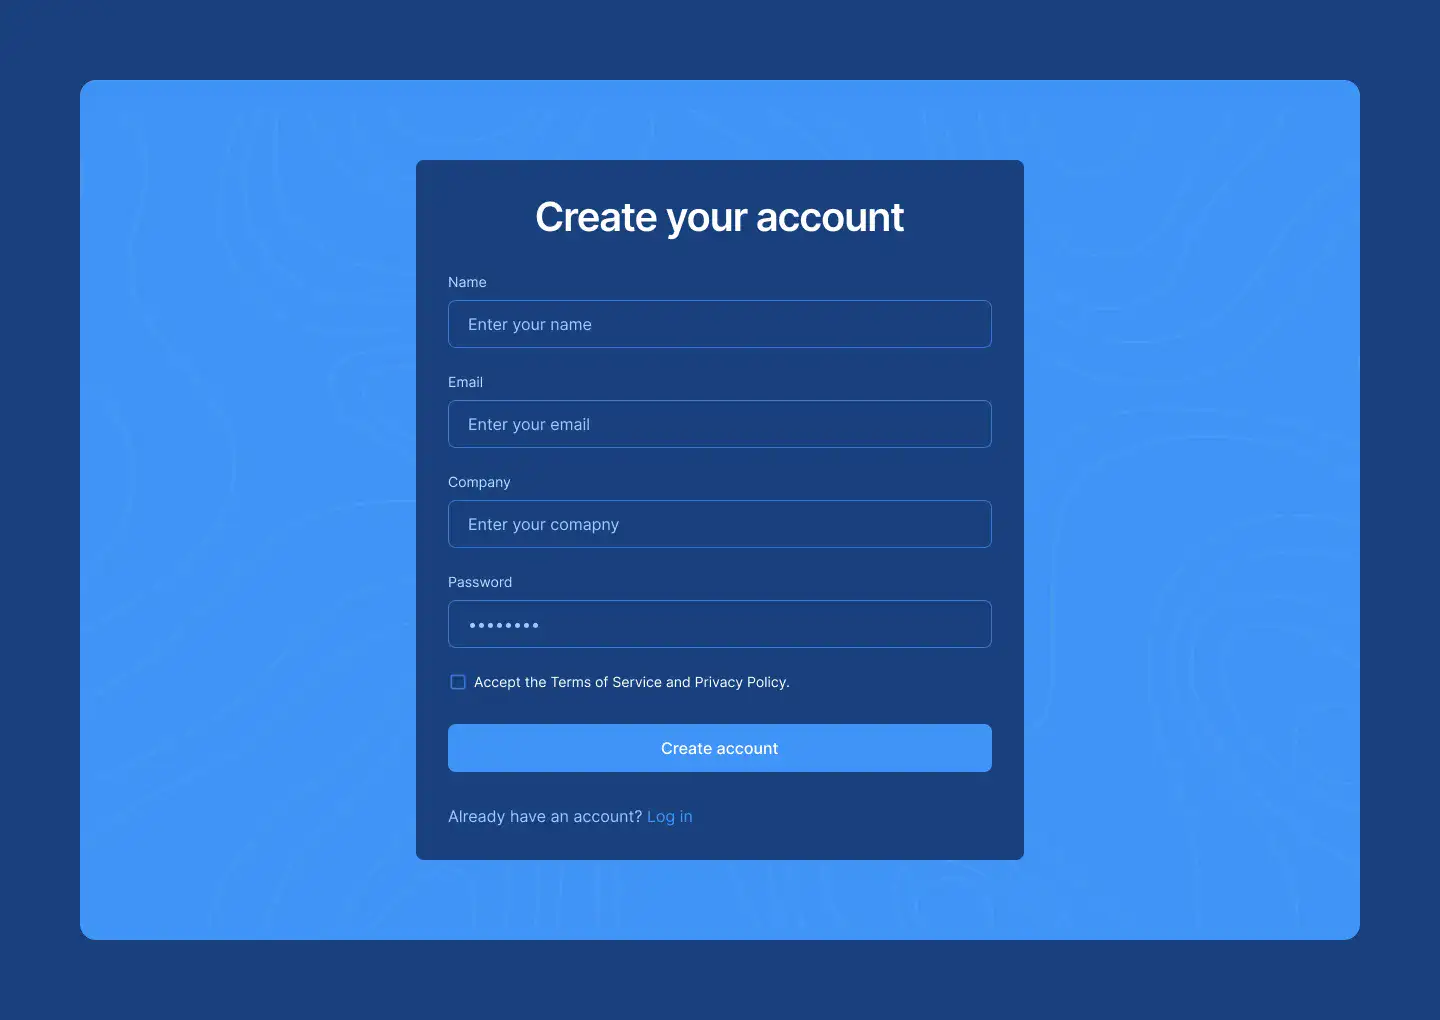 Create your account
Name
Enter your name
Email
Enter your email
Company
Enter your comapny
Password
••••••••
Accept the Terms of Service and Privacy Policy.
Create account
Already have an account? Log in